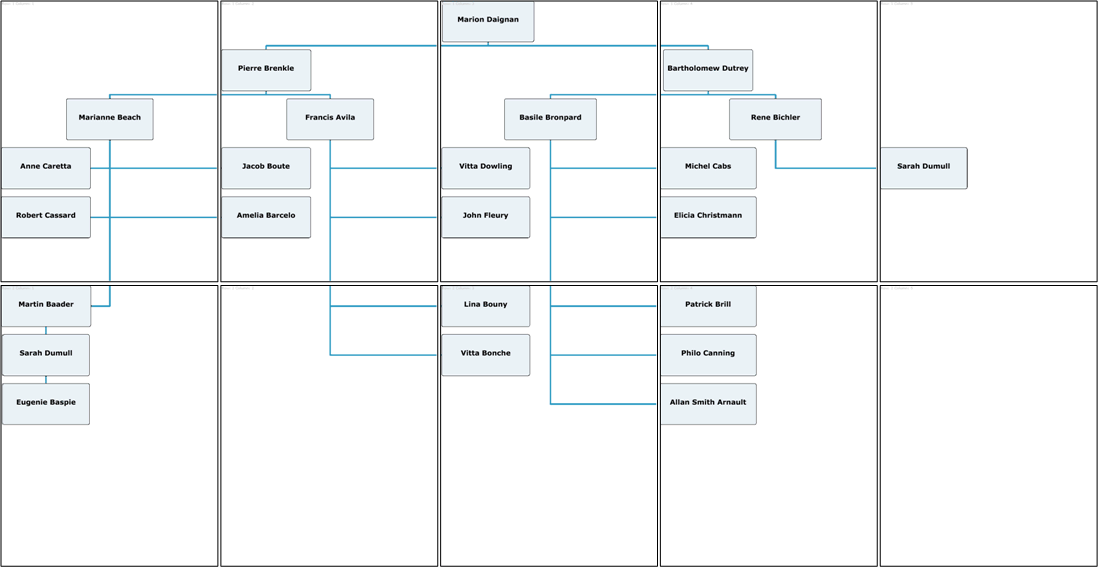 Marion Daignan
Pierre Brenkle
Bartholomew Dutrey
Marianne Beach
Francis Avila
Basile Bronpard
Rene Bichler
Anne Caretta
Jacob Boute
Vitta Dowling
Michel Cabs
Sarah Dumull
Robert Cassard
Amelia Barcelo
John Fleury
Elicia Christmann
Martin Baader
Lina Bouny
Patrick Brill
Sarah Dumull
Vitta Bonche
Philo Canning
Eugenie Baspie
Allan Smith Arnault